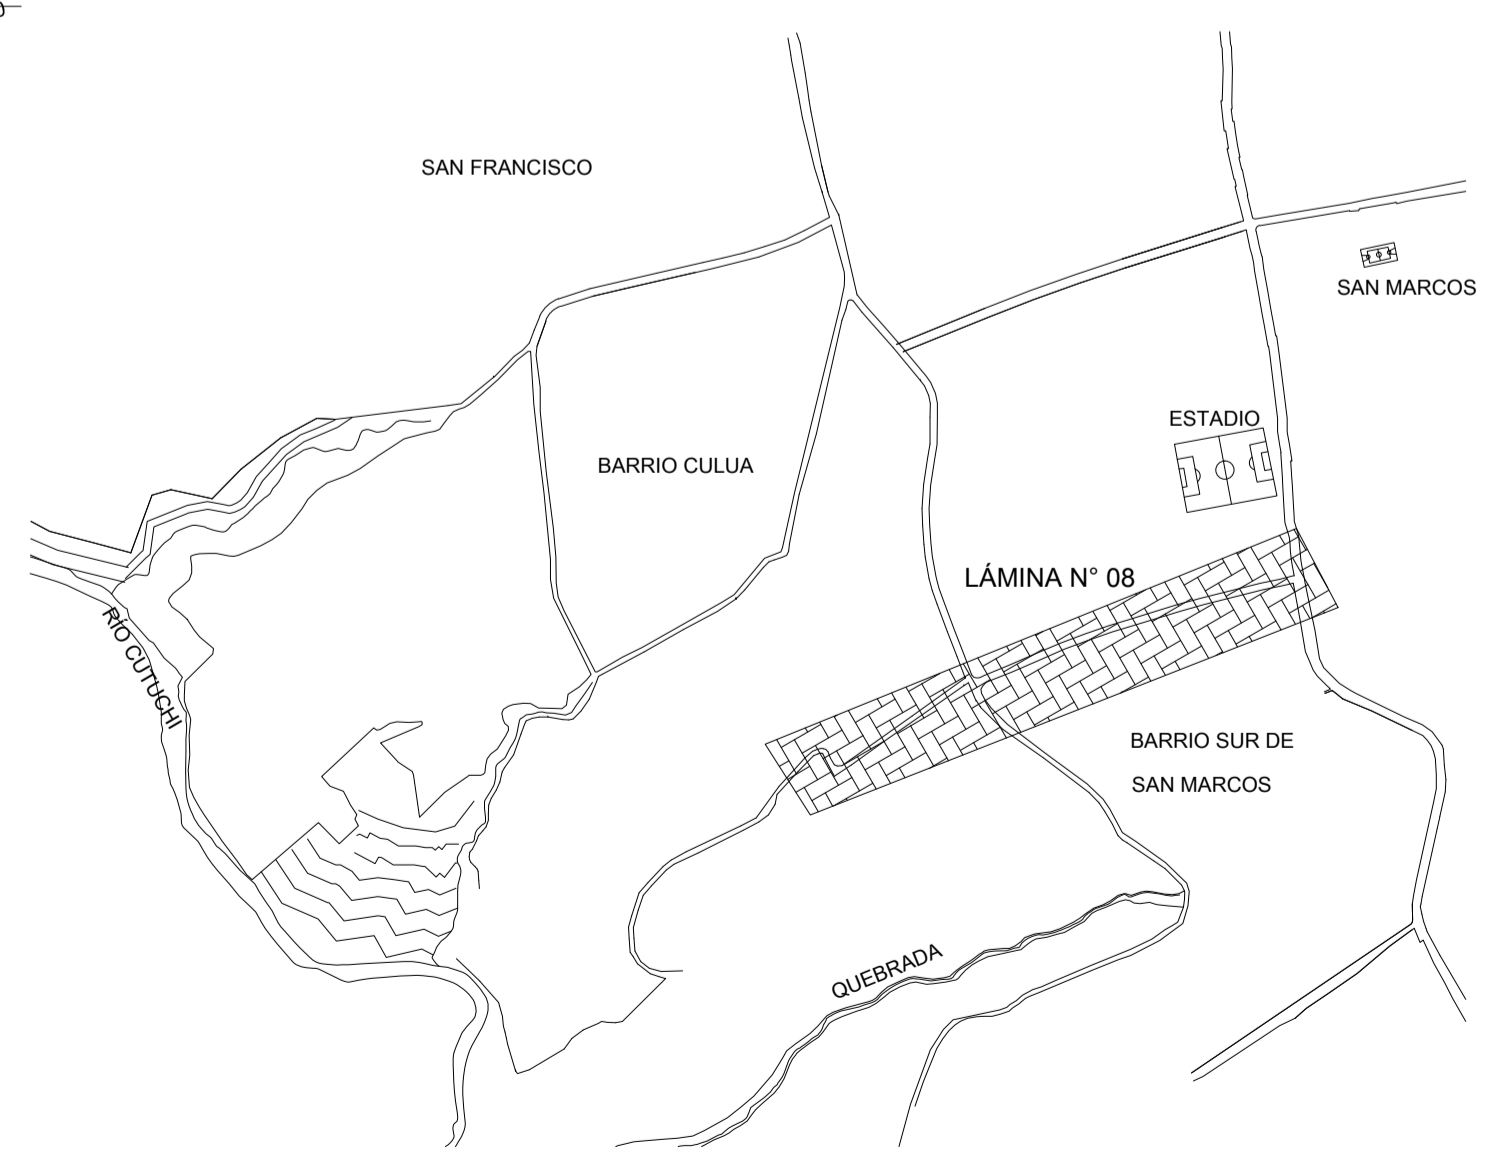 SAN FRANCISCO
SAN MARCOS
ESTADIO
BARRIO CULUA
LÁMINA N° 08
RÍO CUTUCHI
BARRIO SUR DE
SAN MARCOS
QUEBRADA